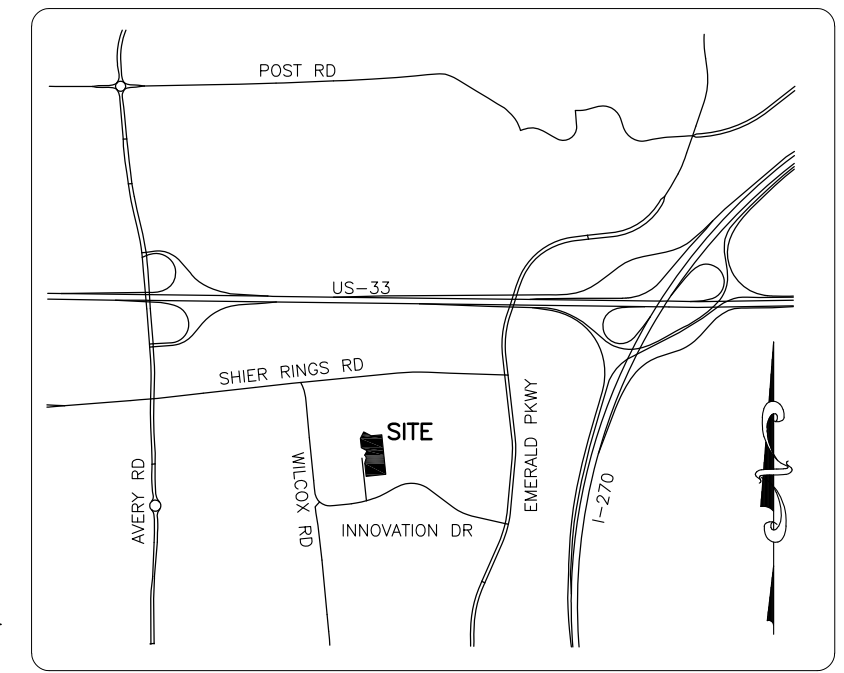 POST RD
US-33
SHIER RINGS RD
SITE
EMERALD PKWY
AVERY RD
WILCOX RD
I-270
INNOVATION DR